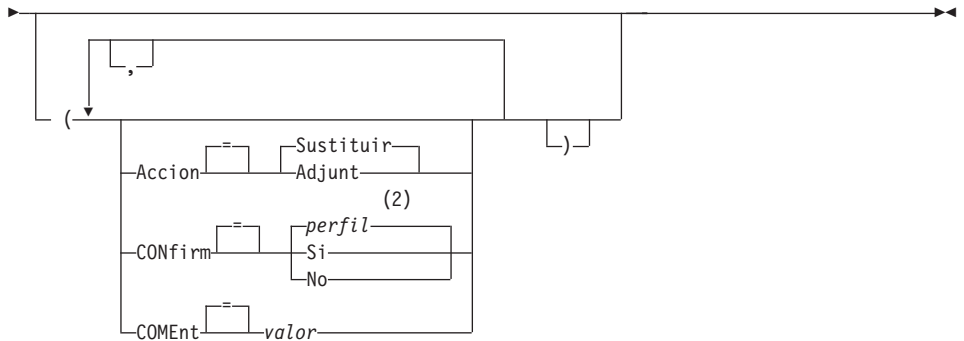 ,
(
)
=
Sustituir
Accion
Adjunt
(2)
=
perfil
CONfirm
Si
No
=
COMEnt
valor